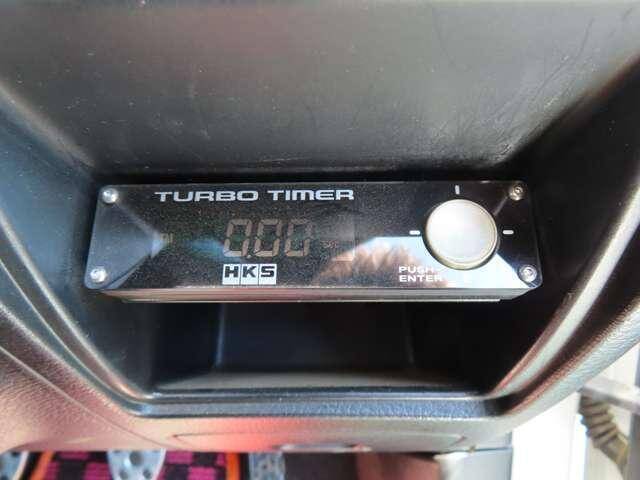 TURBO TIMER
0.00
HKS
PUSH
ENTER